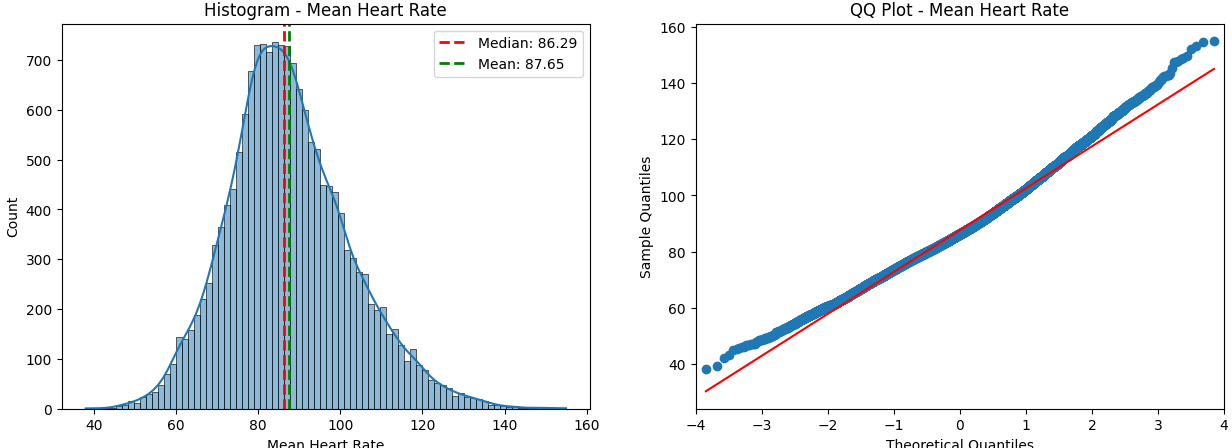 Histogram - Mean Heart Rate
Median: 86.29
Mean: 87.65
700
600
500
400
300
200
100
0
Count
40 60 80 100 120 140 160
Mean Heart Rate
QQ Plot - Mean Heart Rate
160
140
120
100
80
60
40
Sample Quantiles
−4 −3 −2 −1 0 1 2 3 4
Theoretical Quantiles